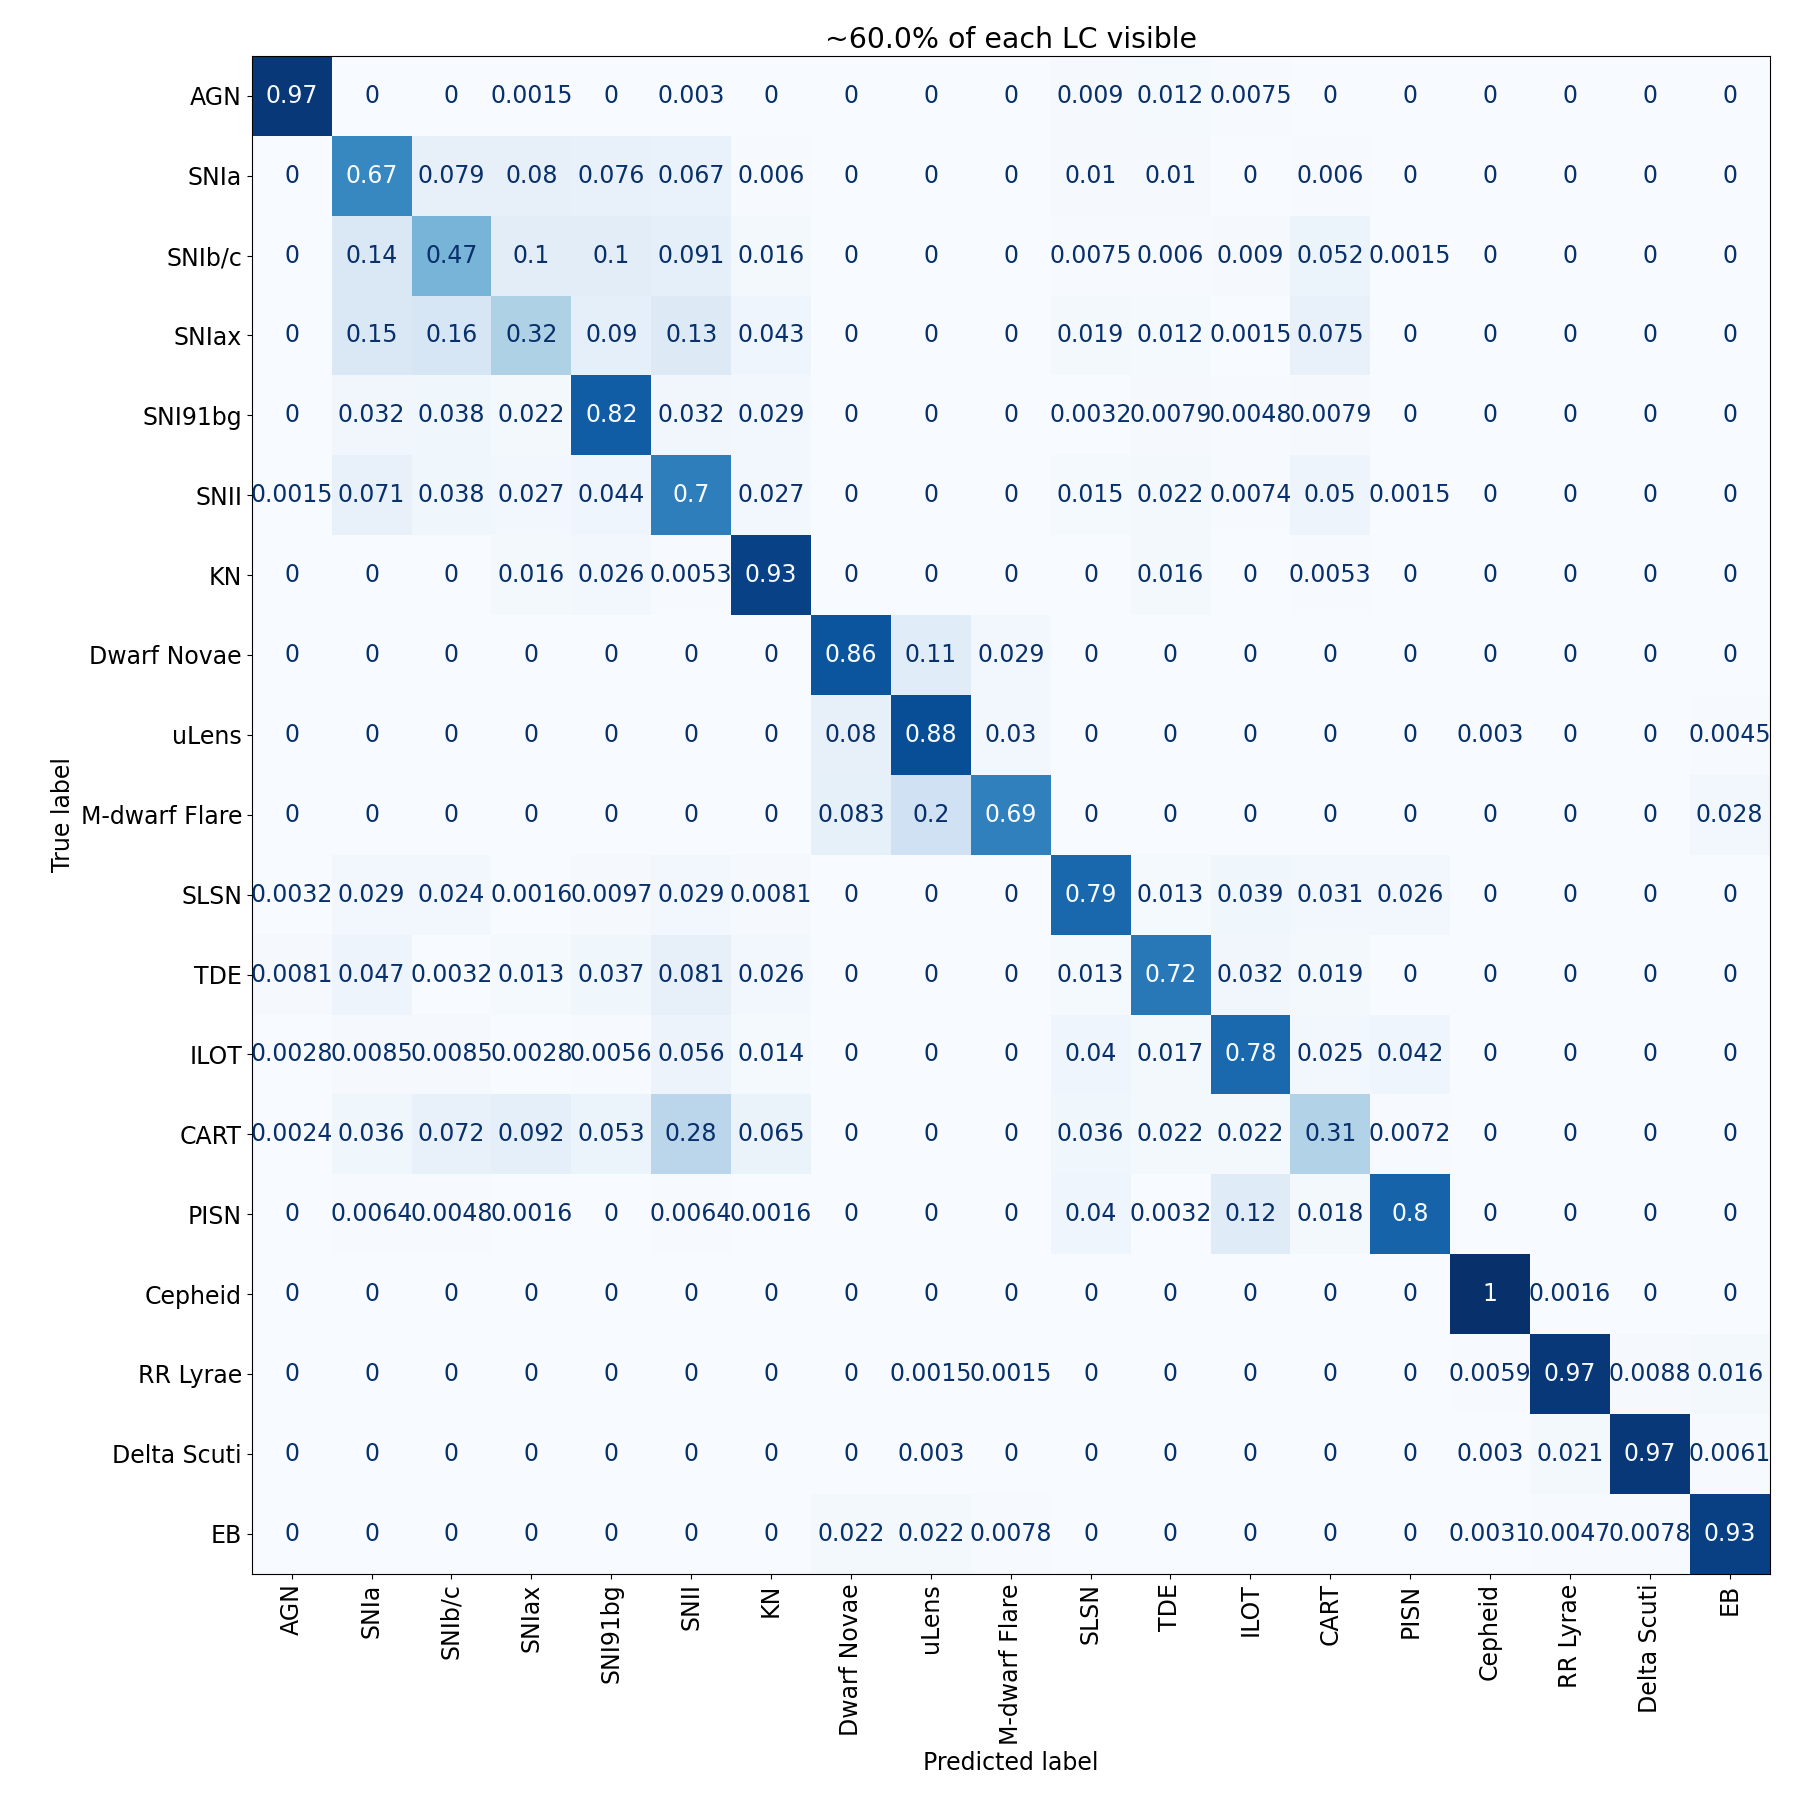 ~60.0% of each LC visible
AGN 0.97 0 0 0.0015 0 0.003 0 0 0 0 0.009 0.012 0.0075 0 0 0 0 0 0
SNIa 0 0.67 0.079 0.08 0.076 0.067 0.006 0 0 0 0.01 0.01 0 0.006 0 0 0 0 0
SNIb/c 0 0.14 0.47 0.1 0.1 0.091 0.016 0 0 0 0.0075 0.006 0.009 0.052 0.0015 0 0 0 0
SNIax 0 0.15 0.16 0.32 0.09 0.13 0.043 0 0 0 0.019 0.012 0.0015 0.075 0 0 0 0 0
SNI91bg 0 0.032 0.038 0.022 0.82 0.032 0.029 0 0 0 0.0032 0.0079 0.0048 0.0079 0 0 0 0 0
SNII 0.0015 0.071 0.038 0.027 0.044 0.7 0.027 0 0 0 0.015 0.022 0.0074 0.05 0.0015 0 0 0 0
KN 0 0 0 0.016 0.026 0.0053 0.93 0 0 0 0 0.016 0 0.0053 0 0 0 0 0
Dwarf Novae 0 0 0 0 0 0 0 0.86 0.11 0.029 0 0 0 0 0 0 0 0 0
uLens 0 0 0 0 0 0 0 0.08 0.88 0.03 0 0 0 0 0 0.003 0 0 0.0045
True label
M-dwarf Flare 0 0 0 0 0 0 0 0.083 0.2 0.69 0 0 0 0 0 0 0 0 0.028
SLSN 0.0032 0.029 0.024 0.0016 0.0097 0.029 0.0081 0 0 0 0.79 0.013 0.039 0.031 0.026 0 0 0 0
TDE 0.0081 0.047 0.0032 0.013 0.037 0.081 0.026 0 0 0 0.013 0.72 0.032 0.019 0 0 0 0 0
ILOT 0.0028 0.0085 0.0085 0.0028 0.0056 0.056 0.014 0 0 0 0.04 0.017 0.78 0.025 0.042 0 0 0 0
CART 0.0024 0.036 0.072 0.092 0.053 0.28 0.065 0 0 0 0.036 0.022 0.022 0.31 0.0072 0 0 0 0
PISN 0 0.0064 0.0048 0.0016 0 0.0064 0.0016 0 0 0 0.04 0.0032 0.12 0.018 0.8 0 0 0 0
Cepheid 0 0 0 0 0 0 0 0 0 0 0 0 0 0 0 1 0.0016 0 0
RR Lyrae 0 0 0 0 0 0 0 0 0.0015 0.0015 0 0 0 0 0 0.0059 0.97 0.0088 0.016
Delta Scuti 0 0 0 0 0 0 0 0 0.003 0 0 0 0 0 0 0.003 0.021 0.97 0.0061
EB 0 0 0 0 0 0 0 0.022 0.022 0.0078 0 0 0 0 0 0.0031 0.0047 0.0078 0.93
AGN SNIa SNIb/c SNIax SNI91bg SNII KN Dwarf Novae uLens M-dwarf Flare SLSN TDE ILOT CART PISN Cepheid RR Lyrae Delta Scuti EB
Predicted label